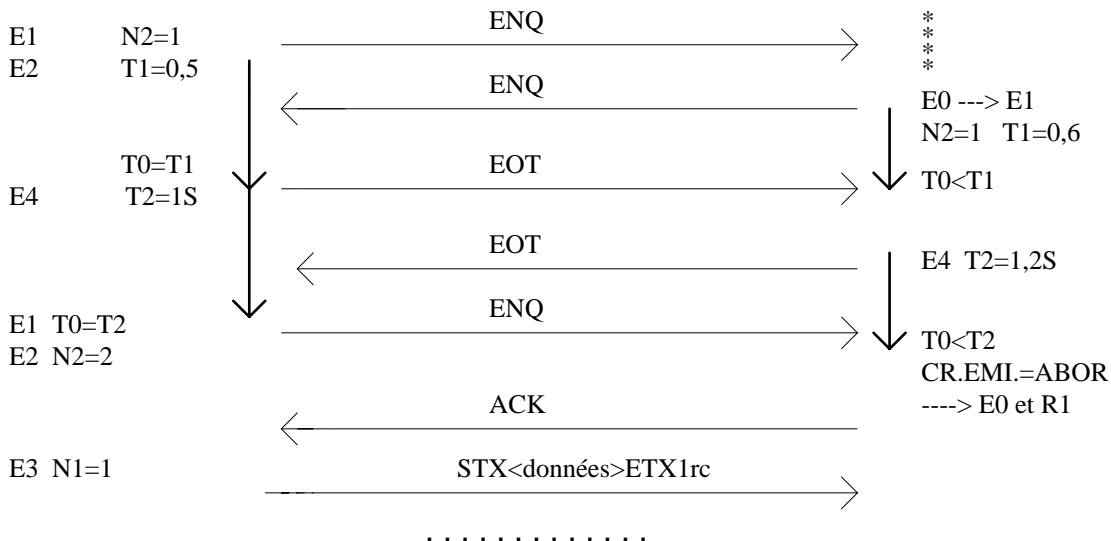 ENQ
E1 N2=1
*
*
*
*
E2 T1=0,5
ENQ
E0 ---> E1
N2=1 T1=0,6
T0=T1
EOT
T0<T1
E4 T2=1S
EOT
E4 T2=1,2S
ENQ
E1 T0=T2
E2 N2=2
T0<T2
CR.EMI.=ABOR
----> E0 et R1
ACK
E3 N1=1
STX<données>ETX1rc
. . . . . . . . . . . . .